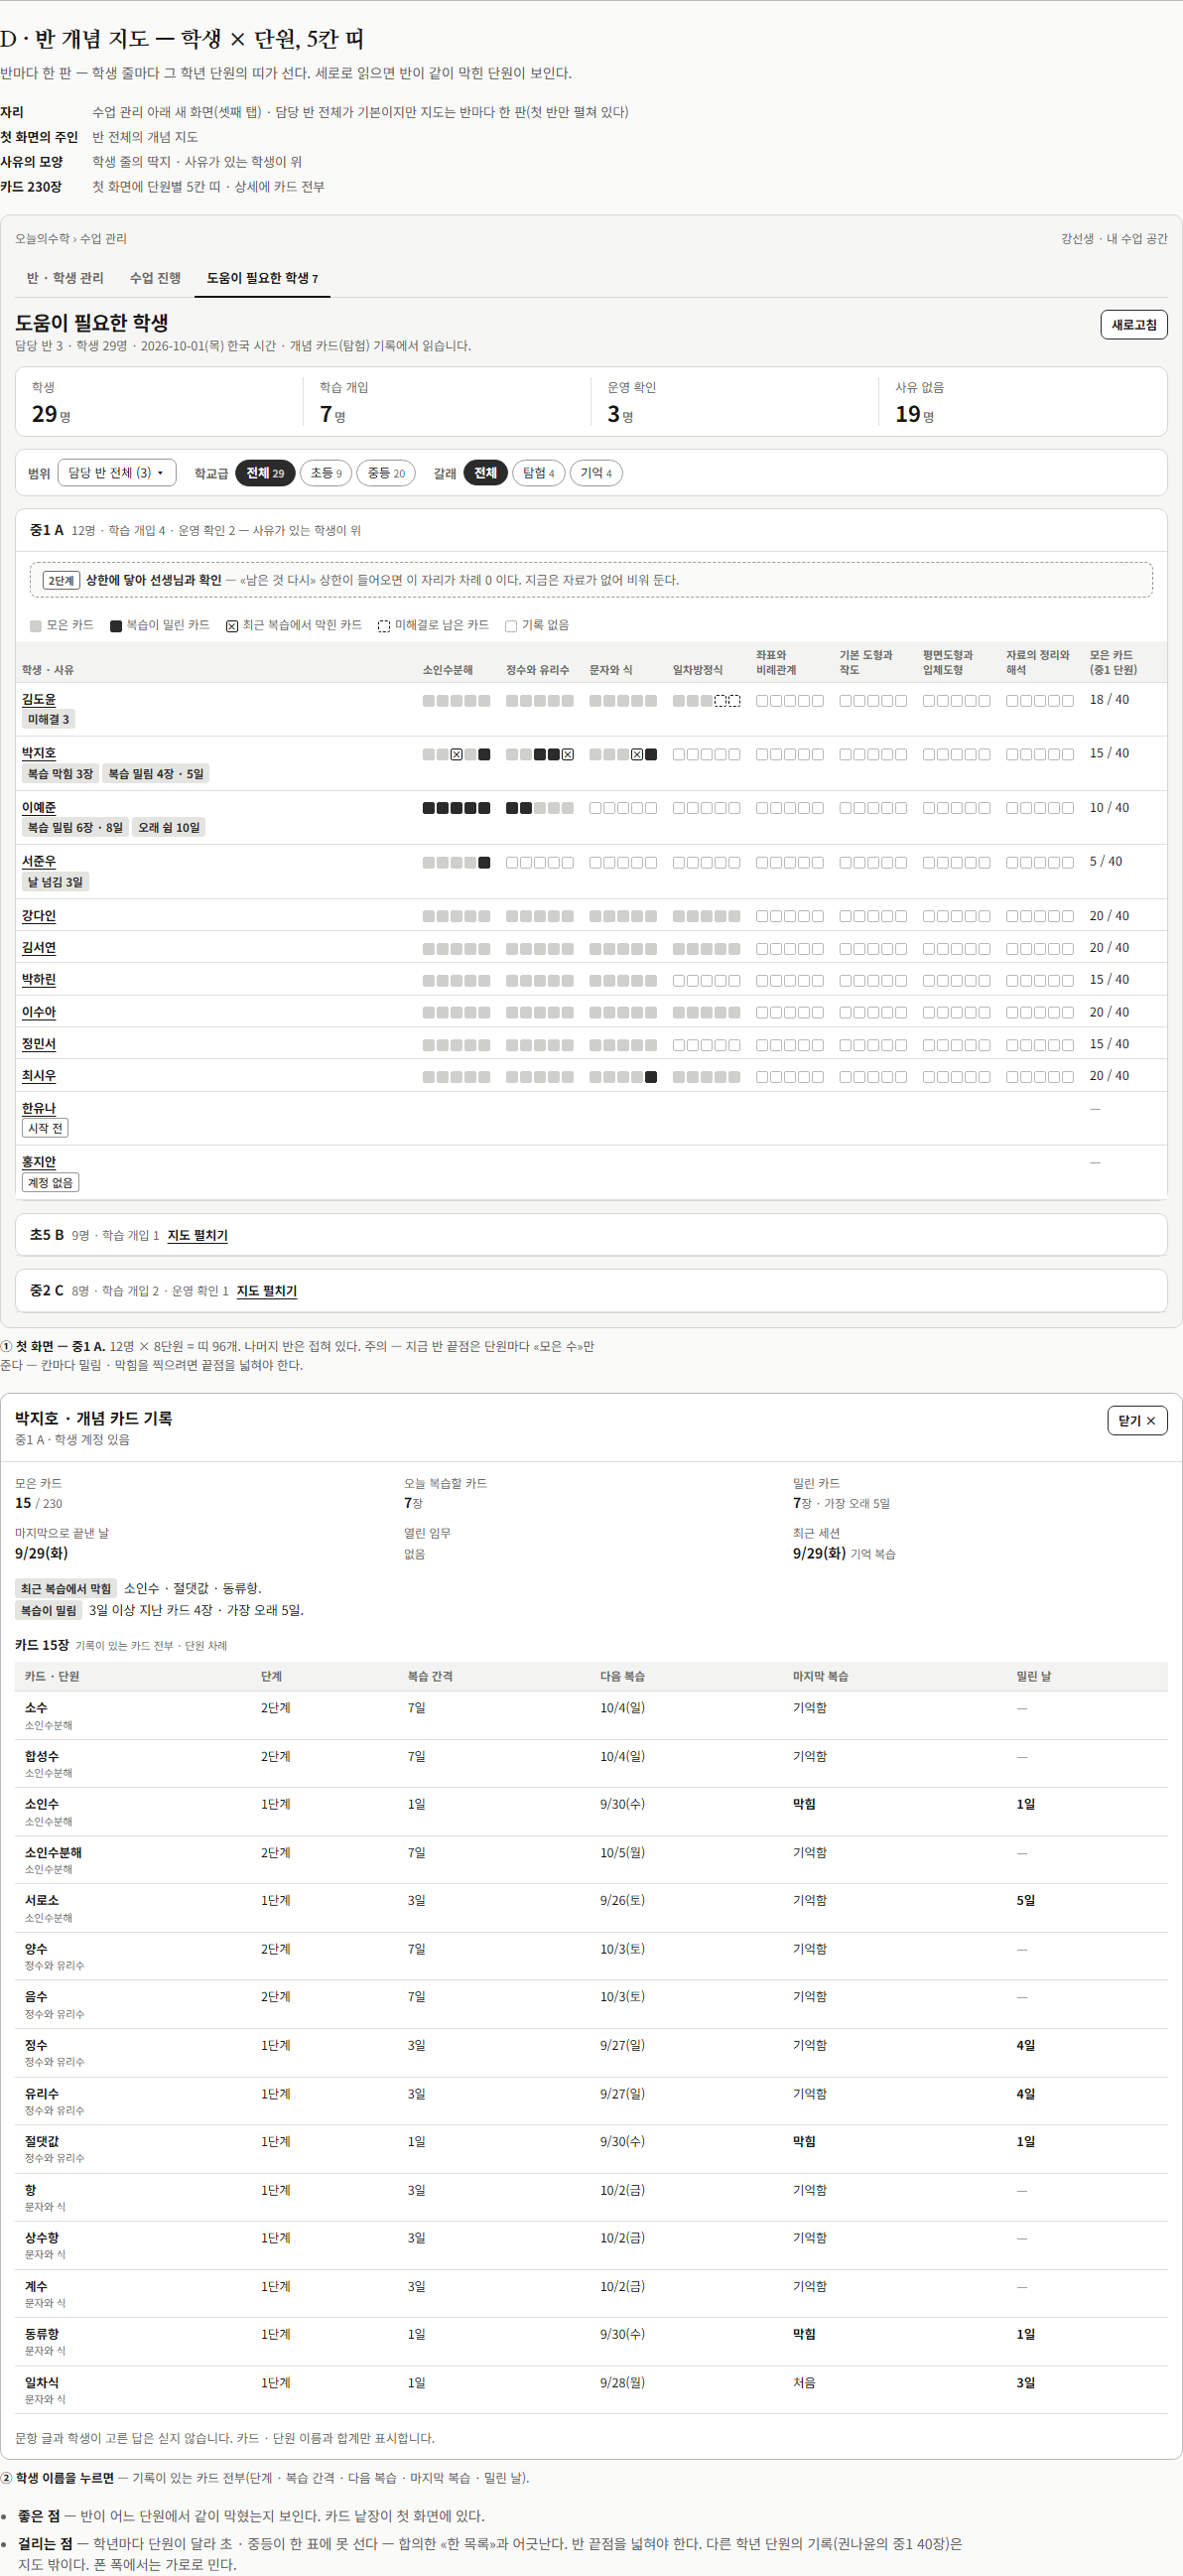 D · 반 개념 지도 — 학생 × 단원, 5칸 띠
반마다 한 판 — 학생 줄마다 그 학년 단원의 띠가 선다. 세로로 읽으면 반이 같이 막힌 단원이 보인다.
자리 수업 관리 아래 새 화면(셋째 탭) · 담당 반 전체가 기본이지만 지도는 반마다 한 판(첫 반만 펼쳐 있다)
첫 화면의 주인 반 전체의 개념 지도
사유의 모양 학생 줄의 딱지 · 사유가 있는 학생이 위
카드 230장 첫 화면에 단원별 5칸 띠 · 상세에 카드 전부
오늘의수학 › 수업 관리 강선생 · 내 수업 공간
반 · 학생 관리 수업 진행 도움이 필요한 학생 7
도움이 필요한 학생 새로고침
담당 반 3 · 학생 29명 · 2026-10-01(목) 한국 시간 · 개념 카드(탐험) 기록에서 읽습니다.
학생 학습 개입 운영 확인 사유 없음
29명 7명 3명 19명
범위 담당 반 전체 (3) ▾ 학교급 전체 29 초등 9 중등 20 갈래 전체 탐험 4 기억 4
중1 A 12명 · 학습 개입 4 · 운영 확인 2 — 사유가 있는 학생이 위
2단계 상한에 닿아 선생님과 확인 — «남은 것 다시» 상한이 들어오면 이 자리가 차례 0 이다. 지금은 자료가 없어 비워 둔다.
모은 카드 복습이 밀린 카드 최근 복습에서 막힌 카드 미해결로 남은 카드 기록 없음
학생 · 사유 소인수분해 정수와 유리수 문자와 식 일차방정식 좌표와 비례관계 기본 도형과 작도 평면도형과 입체도형 자료의 정리와 해석 모은 카드 (중1 단원)
김도윤 18 / 40
미해결 3
박지호 15 / 40
복습 막힘 3장 복습 밀림 4장 · 5일
이예준 10 / 40
복습 밀림 6장 · 8일 오래 쉼 10일
서준우 5 / 40
날 넘김 3일
강다인 20 / 40
김서연 20 / 40
박하린 15 / 40
이수아 20 / 40
정민서 15 / 40
최시우 20 / 40
한유나 —
시작 전
홍지안 —
계정 없음
초5 B 9명 · 학습 개입 1 지도 펼치기
중2 C 8명 · 학습 개입 2 · 운영 확인 1 지도 펼치기
① 첫 화면 — 중1 A. 12명 × 8단원 = 띠 96개. 나머지 반은 접혀 있다. 주의 — 지금 반 끝점은 단원마다 «모은 수»만
준다 — 칸마다 밀림 · 막힘을 찍으려면 끝점을 넓혀야 한다.
박지호 · 개념 카드 기록 닫기 ×
중1 A · 학생 계정 있음
모은 카드 오늘 복습할 카드 밀린 카드
15 / 230 7장 7장 · 가장 오래 5일
마지막으로 끝낸 날 열린 임무 최근 세션
9/29(화) 없음 9/29(화) 기억 복습
최근 복습에서 막힘 소인수 · 절댓값 · 동류항.
복습이 밀림 3일 이상 지난 카드 4장 · 가장 오래 5일.
카드 15장 기록이 있는 카드 전부 · 단원 차례
카드 · 단원 단계 복습 간격 다음 복습 마지막 복습 밀린 날
소수 2단계 7일 10/4(일) 기억함 —
소인수분해
합성수 2단계 7일 10/4(일) 기억함 —
소인수분해
소인수 1단계 1일 9/30(수) 막힘 1일
소인수분해
소인수분해 2단계 7일 10/5(월) 기억함 —
소인수분해
서로소 1단계 3일 9/26(토) 기억함 5일
소인수분해
양수 2단계 7일 10/3(토) 기억함 —
정수와 유리수
음수 2단계 7일 10/3(토) 기억함 —
정수와 유리수
정수 1단계 3일 9/27(일) 기억함 4일
정수와 유리수
유리수 1단계 3일 9/27(일) 기억함 4일
정수와 유리수
절댓값 1단계 1일 9/30(수) 막힘 1일
정수와 유리수
항 1단계 3일 10/2(금) 기억함 —
문자와 식
상수항 1단계 3일 10/2(금) 기억함 —
문자와 식
계수 1단계 3일 10/2(금) 기억함 —
문자와 식
동류항 1단계 1일 9/30(수) 막힘 1일
문자와 식
일차식 1단계 1일 9/28(월) 처음 3일
문자와 식
문항 글과 학생이 고른 답은 싣지 않습니다. 카드 · 단원 이름과 합계만 표시합니다.
② 학생 이름을 누르면 — 기록이 있는 카드 전부(단계 · 복습 간격 · 다음 복습 · 마지막 복습 · 밀린 날).
• 좋은 점 — 반이 어느 단원에서 같이 막혔는지 보인다. 카드 낱장이 첫 화면에 있다.
• 걸리는 점 — 학년마다 단원이 달라 초 · 중등이 한 표에 못 선다 — 합의한 «한 목록»과 어긋난다. 반 끝점을 넓혀야 한다. 다른 학년 단원의 기록(권나윤의 중1 40장)은
지도 밖이다. 폰 폭에서는 가로로 민다.